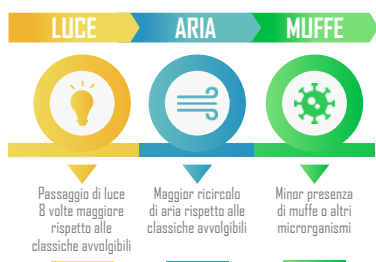 LUCE
ARIA
MUFFE
Passaggio di luce
8 volte maggiore
rispetto alle
classiche avvolgibili
Maggior ricircolo
di aria rispetto alle
classiche avvolgibili
Minor presenza
di muffe o altri
microrganismi